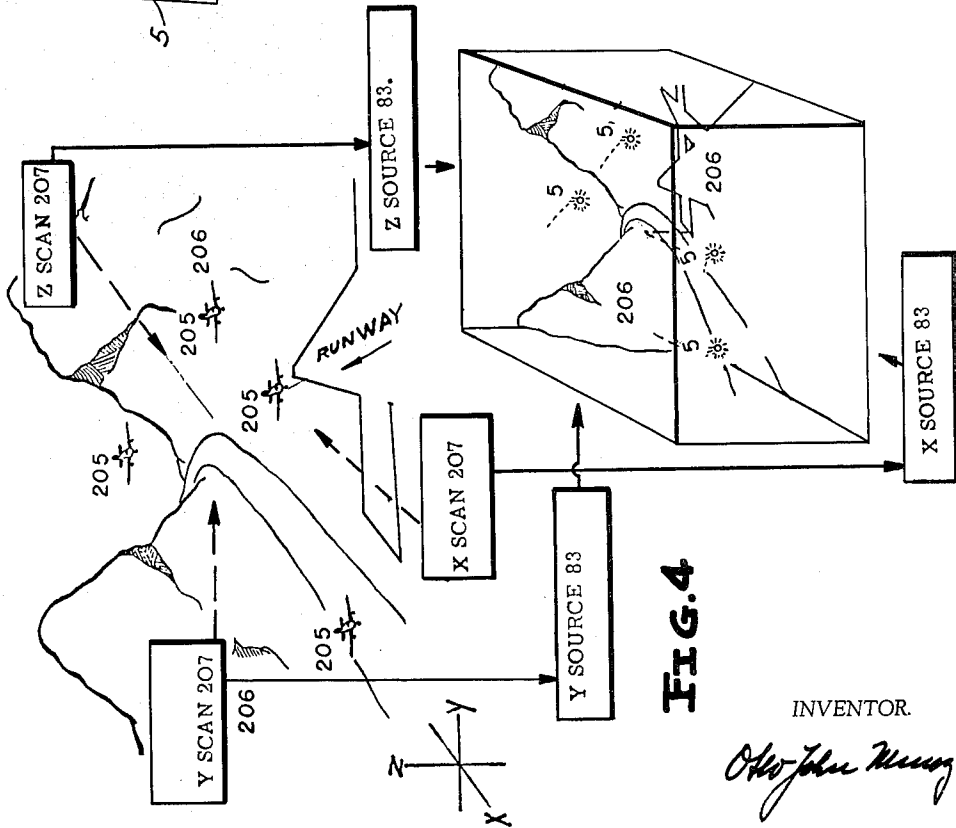 5
Z SCAN 207
Z SOURCE 83.
206
205
205
205
RUNWAY
Y SCAN 207
206
205
X SCAN 207
Z
Y
X
Y SOURCE 83
5
5
5
5
206
206
X SOURCE 83
FIG.4
INVENTOR.
Otto John Munz